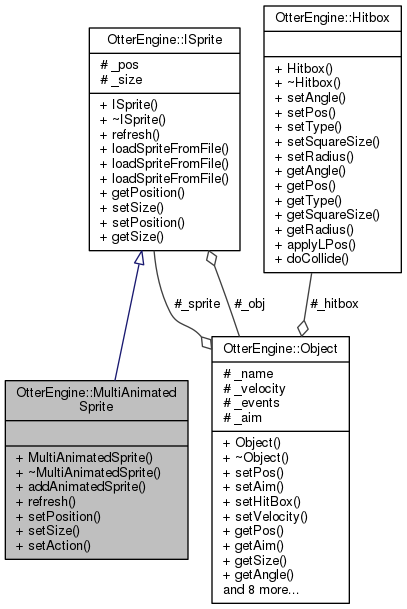 OtterEngine::ISprite
# _pos
# _size
+ ISprite()
+ ~ISprite()
+ refresh()
+ loadSpriteFromFile()
+ loadSpriteFromFile()
+ loadSpriteFromFile()
+ getPosition()
+ setSize()
+ setPosition()
+ getSize()
OtterEngine::Hitbox
+ Hitbox()
+ ~Hitbox()
+ setAngle()
+ setPos()
+ setType()
+ setSquareSize()
+ setRadius()
+ getAngle()
+ getPos()
+ getType()
+ getSquareSize()
+ getRadius()
+ applyLPos()
+ doCollide()
#_sprite
#_obj
#_hitbox
OtterEngine::MultiAnimated
Sprite
+ MultiAnimatedSprite()
+ ~MultiAnimatedSprite()
+ addAnimatedSprite()
+ refresh()
+ setPosition()
+ setSize()
+ setAction()
OtterEngine::Object
# _name
# _velocity
# _events
# _aim
+ Object()
+ ~Object()
+ setPos()
+ setAim()
+ setHitBox()
+ setVelocity()
+ getPos()
+ getAim()
+ getSize()
+ getAngle()
and 8 more...